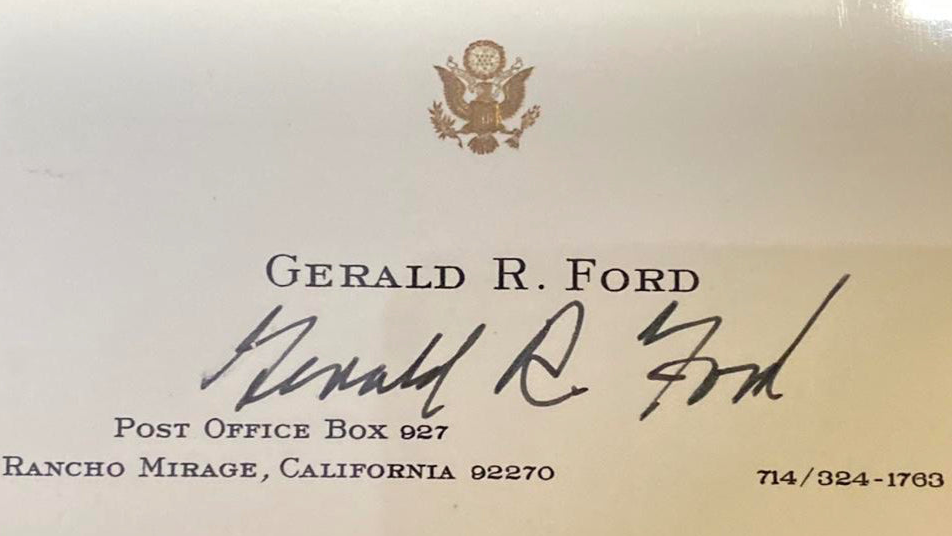 GERALD R. FORD
Gerald R. Ford
POST OFFICE BOX 927
RANCHO MIRAGE, CALIFORNIA 92270
714/324-1763